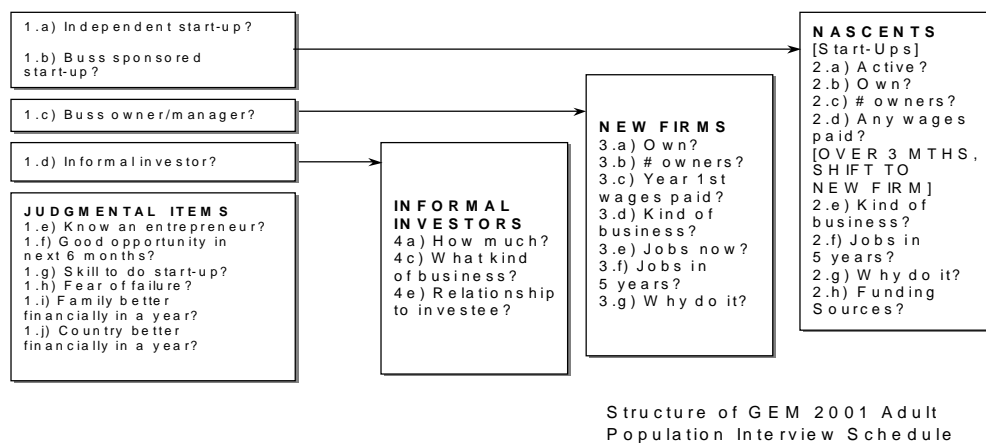 1.a) Independent start-up?
1.b) Buss sponsored
start-up?
1.c) Buss owner/manager?
1.d) Informal investor?
JUDGMENTAL ITEMS
1.e) Know an entrepreneur?
1.f) Good opportunity in
next 6 months?
1.g) Skill to do start-up?
1.h) Fear of failure?
1.i) Family better
financially in a year?
1.j) Country better
financially in a year?
INFORMAL
INVESTORS
4a) How much?
4c) What kind
of business?
4e) Relationship
to investee?
NEW FIRMS
3.a) Own?
3.b) # owners?
3.c) Year 1st
wages paid?
3.d) Kind of
business?
3.e) Jobs now?
3.f) Jobs in
5 years?
3.g) Why do it?
NASCENTS
[Start-Ups]
2.a) Active?
2.b) Own?
2.c) # owners?
2.d) Any wages
paid?
[OVER 3 MTHS,
SHIFT TO
NEW FIRM]
2.e) Kind of
business?
2.f) Jobs in
5 years?
2.g) Why do it?
2.h) Funding
Sources?
Structure of GEM 2001 Adult
Population Interview Schedule